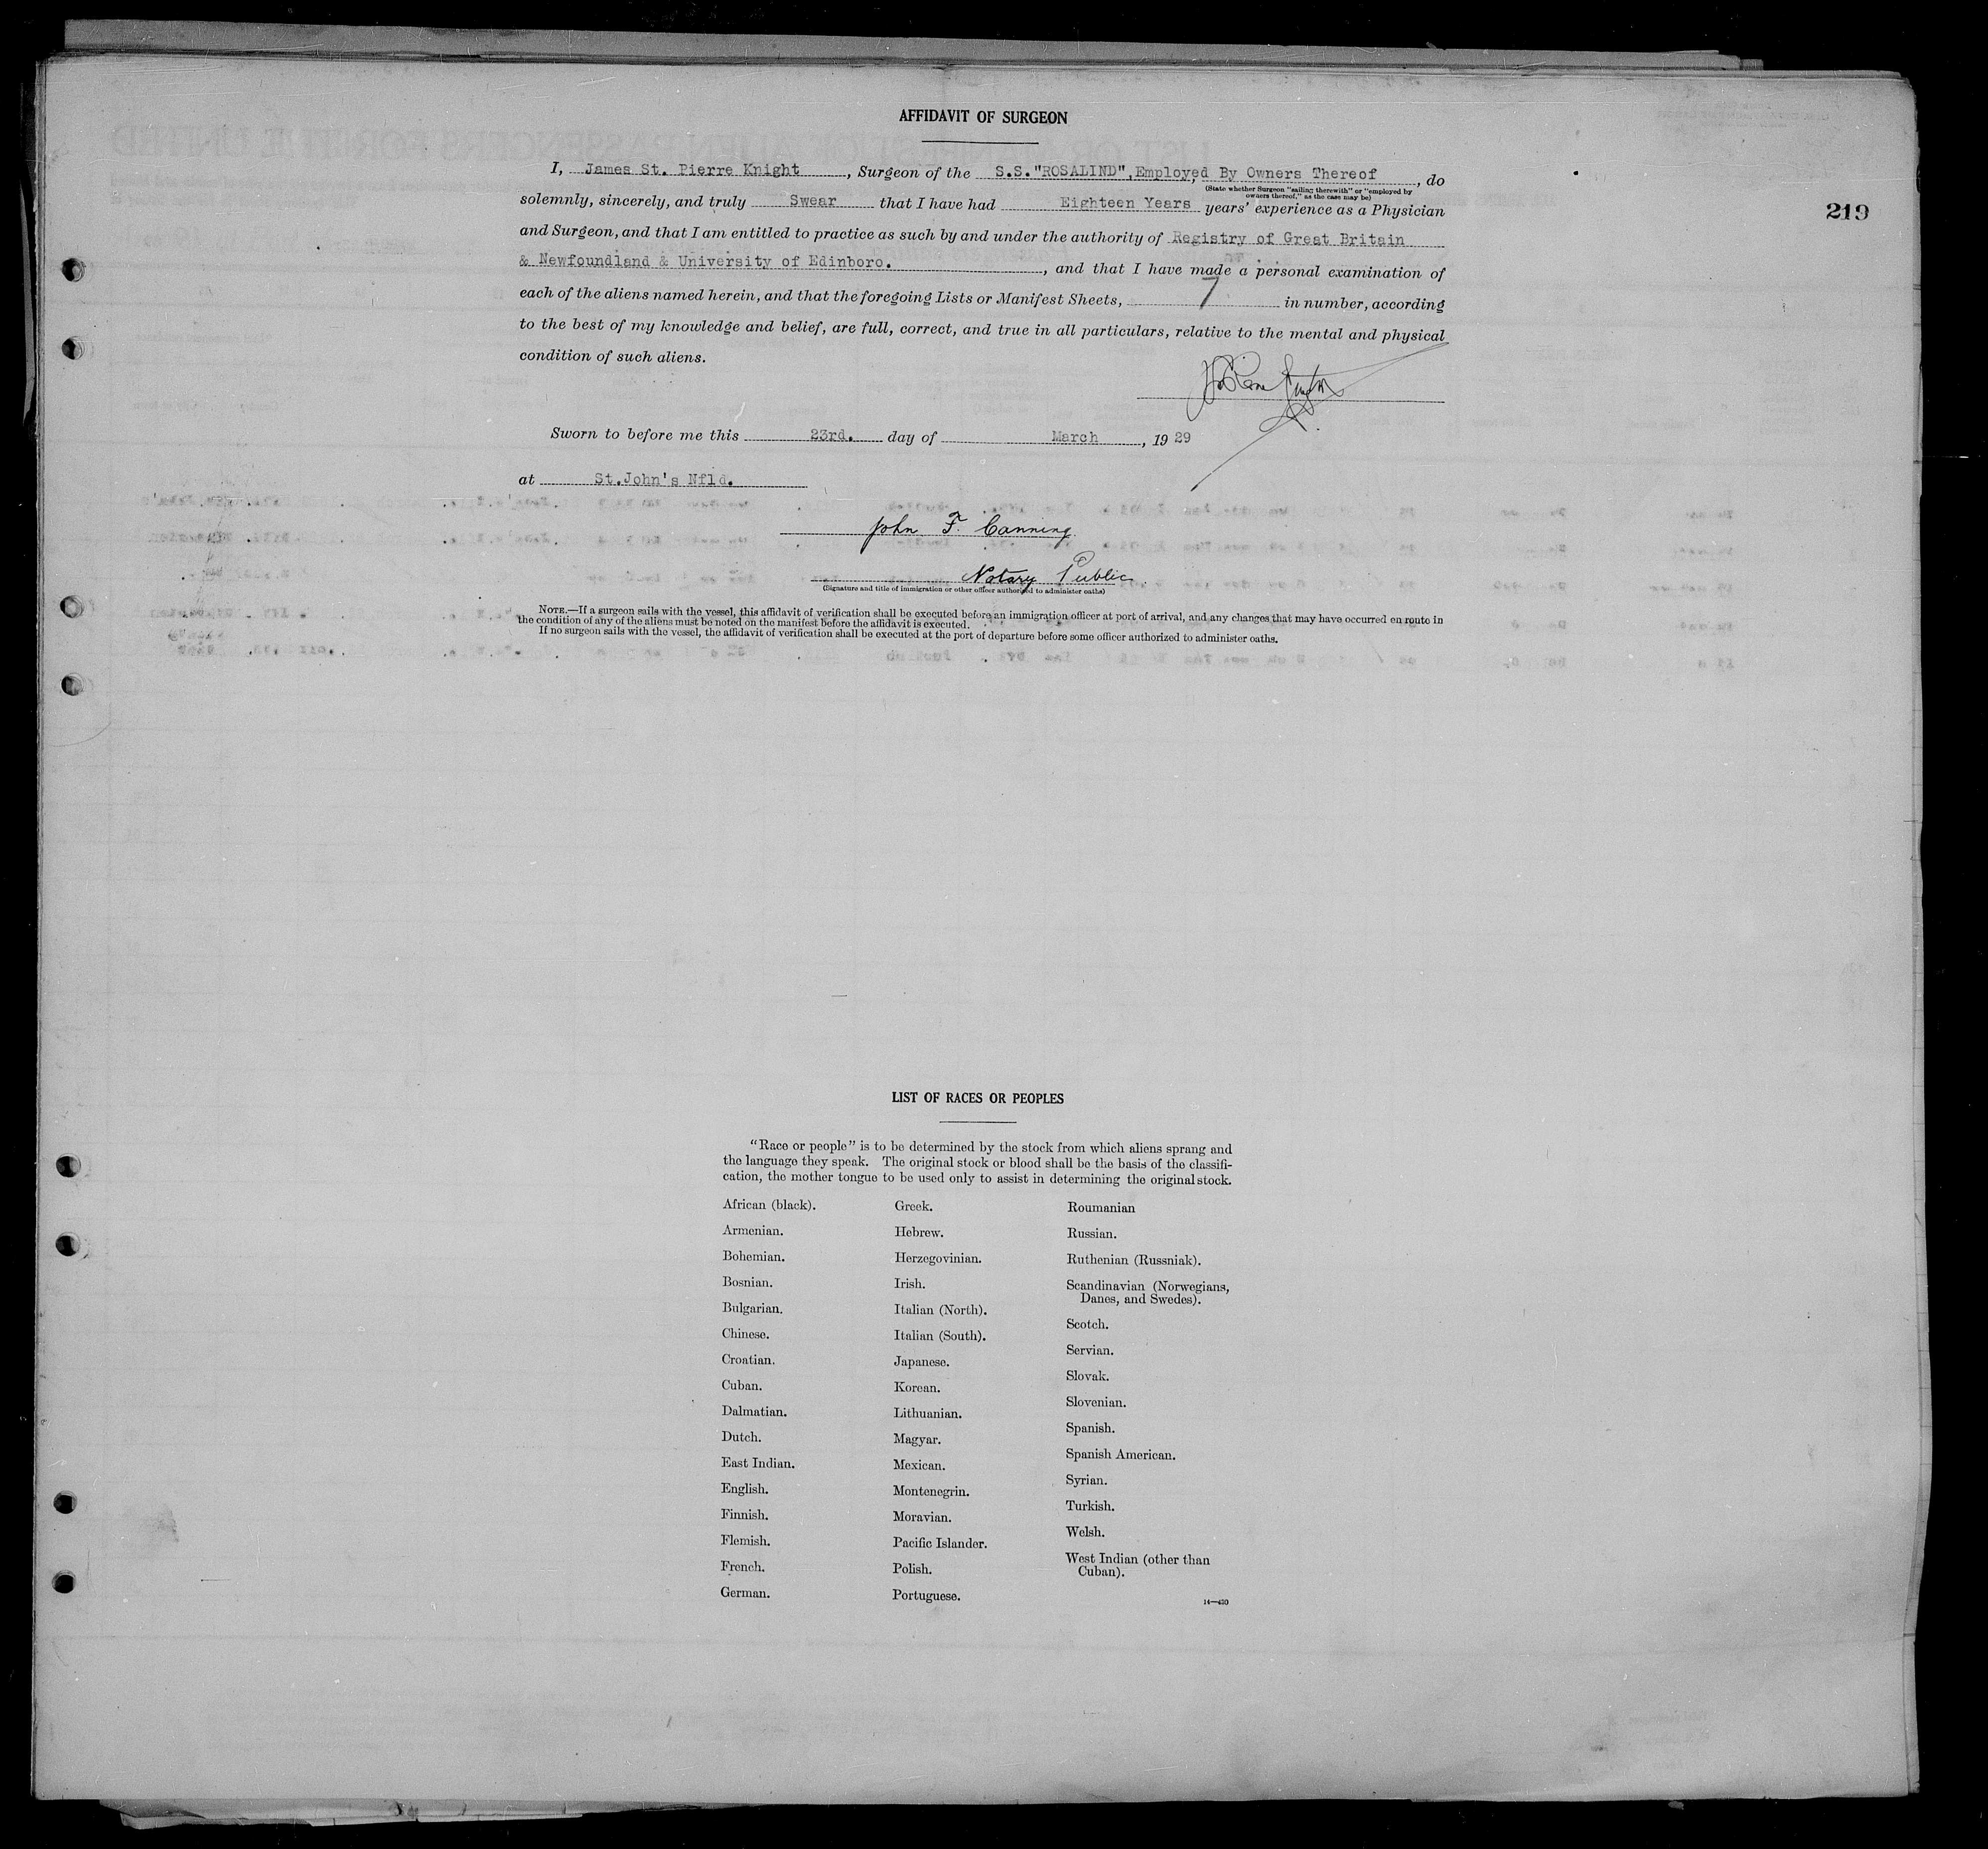 AFFIDAVIT OF SURGEON
I, James St. Pierre Knight, Surgeon of the S.S."ROSALIND", Employed By Owners Thereof, do
(State whether Surgeon "sailing therewith" or "employed by
owners thereof," as the case may be)
solemnly, sincerely, and truly Swear that I have had Eighteen Years years' experience as a Physician
219
and Surgeon, and that I am entitled to practice as such by and under the authority of Registry of Great Britain
& Newfoundland & University of Edinboro., and that I have made a personal examination of
each of the aliens named herein, and that the foregoing Lists or Manifest Sheets, 7 in number, according
to the best of my knowledge and belief, are full, correct, and true in all particulars, relative to the mental and physical
condition of such aliens.
Sworn to before me this 23rd. day of March, 1929
at St.John's Nfld.
John F. Canning
Notary Public.
(Signature and title of immigration or other officer authorized to administer oaths)
NOTE.—If a surgeon sails with the vessel, this affidavit of verification shall be executed before an immigration officer at port of arrival, and any changes that may have occurred en route in
the condition of any of the aliens must be noted on the manifest before the affidavit is executed.
If no surgeon sails with the vessel, the affidavit of verification shall be executed at the port of departure before some officer authorized to administer oaths.
LIST OF RACES OR PEOPLES
"Race or people" is to be determined by the stock from which aliens sprang and
the language they speak. The original stock or blood shall be the basis of the classifi-
cation, the mother tongue to be used only to assist in determining the original stock.
African (black).
Armenian.
Bohemian.
Bosnian.
Bulgarian.
Chinese.
Croatian.
Cuban.
Dalmatian.
Dutch.
East Indian.
English.
Finnish.
Flemish.
French.
German.
Greek.
Hebrew.
Herzegovinian.
Irish.
Italian (North).
Italian (South).
Japanese.
Korean.
Lithuanian.
Magyar.
Mexican.
Montenegrin.
Moravian.
Pacific Islander.
Polish.
Portuguese.
Roumanian
Russian.
Ruthenian (Russniak).
Scandinavian (Norwegians,
Danes, and Swedes).
Scotch.
Servian.
Slovak.
Slovenian.
Spanish.
Spanish American.
Syrian.
Turkish.
Welsh.
West Indian (other than
Cuban).
14—430